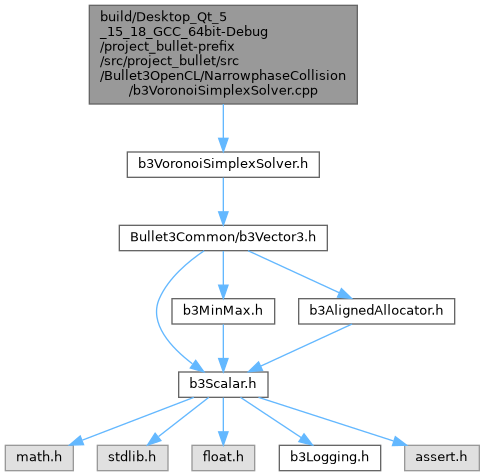 build/Desktop_Qt_5
_15_18_GCC_64bit-Debug
/project_bullet-prefix
/src/project_bullet/src
/Bullet3OpenCL/NarrowphaseCollision
/b3VoronoiSimplexSolver.cpp
b3VoronoiSimplexSolver.h
Bullet3Common/b3Vector3.h
b3MinMax.h
b3AlignedAllocator.h
b3Scalar.h
math.h
stdlib.h
float.h
b3Logging.h
assert.h